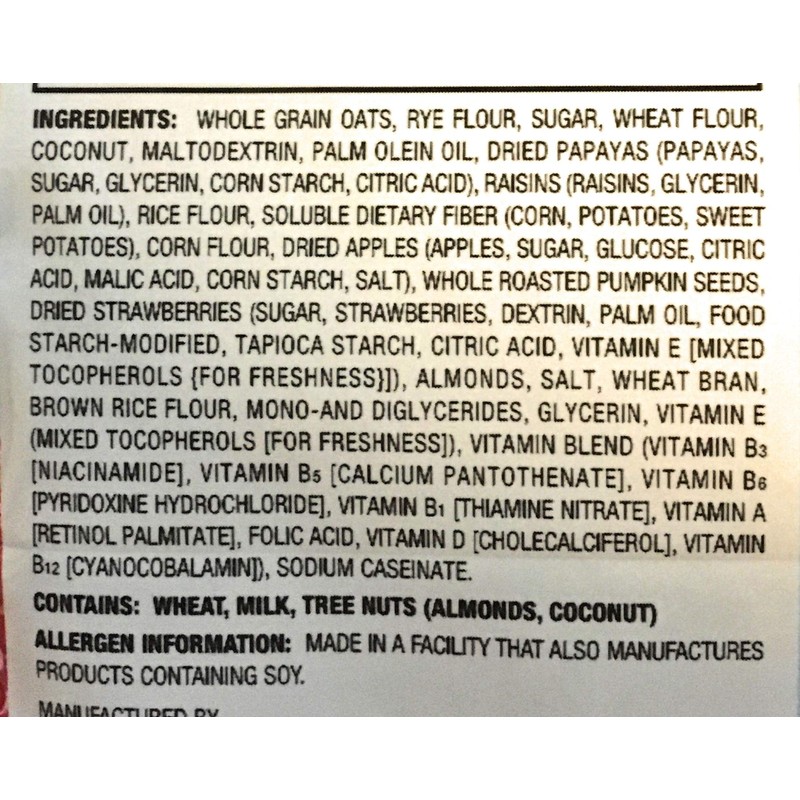 INGREDIENTS: WHOLE GRAIN OATS, RYE FLOUR, SUGAR, WHEAT FLOUR,
COCONUT, MALTODEXTRIN, PALM OLEIN OIL, DRIED PAPAYAS (PAPAYAS,
SUGAR, GLYCERIN, CORN STARCH, CITRIC ACID), RAISINS (RAISINS, GLYCERIN,
PALM OIL), RICE FLOUR, SOLUBLE DIETARY FIBER (CORN, POTATOES, SWEET
POTATOES), CORN FLOUR, DRIED APPLES (APPLES, SUGAR, GLUCOSE, CITRIC
ACID, MALIC ACID, CORN STARCH, SALT), WHOLE ROASTED PUMPKIN SEEDS,
DRIED STRAWBERRIES (SUGAR, STRAWBERRIES, DEXTRIN, PALM OIL, FOOD
STARCH-MODIFIED, TAPIOCA STARCH, CITRIC ACID, VITAMIN E [MIXED
TOCOPHEROLS {FOR FRESHNESS}]), ALMONDS, SALT, WHEAT BRAN,
BROWN RICE FLOUR, MONO-AND DIGLYCERIDES, GLYCERIN, VITAMIN E
(MIXED TOCOPHEROLS [FOR FRESHNESS]), VITAMIN BLEND (VITAMIN B3
[NIACINAMIDE], VITAMIN B5 [CALCIUM PANTOTHENATE], VITAMIN B6
[PYRIDOXINE HYDROCHLORIDE], VITAMIN B1 [THIAMINE NITRATE], VITAMIN A
[RETINOL PALMITATE], FOLIC ACID, VITAMIN D [CHOLECALCIFEROL], VITAMIN
B12 [CYANOCOBALAMIN]), SODIUM CASEINATE.
CONTAINS: WHEAT, MILK, TREE NUTS (ALMONDS, COCONUT)
ALLERGEN INFORMATION: MADE IN A FACILITY THAT ALSO MANUFACTURES
PRODUCTS CONTAINING SOY.
MANUFACTURED BY